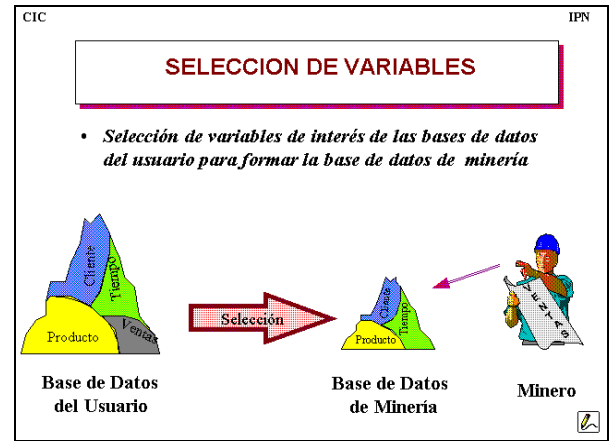 CIC
IPN
SELECCION DE VARIABLES
• Selección de variables de interés de las bases de datos
del usuario para formar la base de datos de minería
Cliente
Tiempo
Producto
Ventas
Selección
Cliente
Tiempo
Producto
VENTAS
Base de Datos
del Usuario
Base de Datos
de Minería
Minero